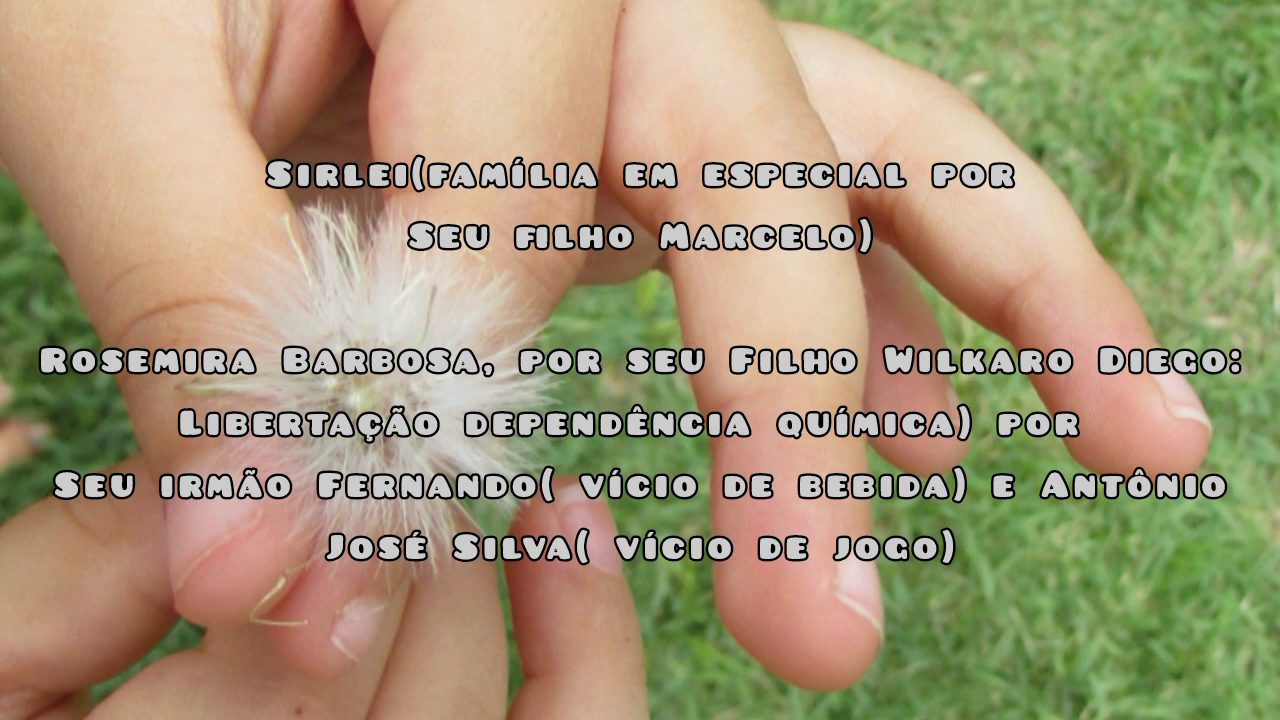 Sirlei(família em especial por
Seu filho Marcelo)
Rosemira Barbosa, por seu Filho Wilkaro Diego:
Libertação dependência química) por
Seu irmão Fernando( vício de bebida) e Antônio
José Silva( vício de jogo)